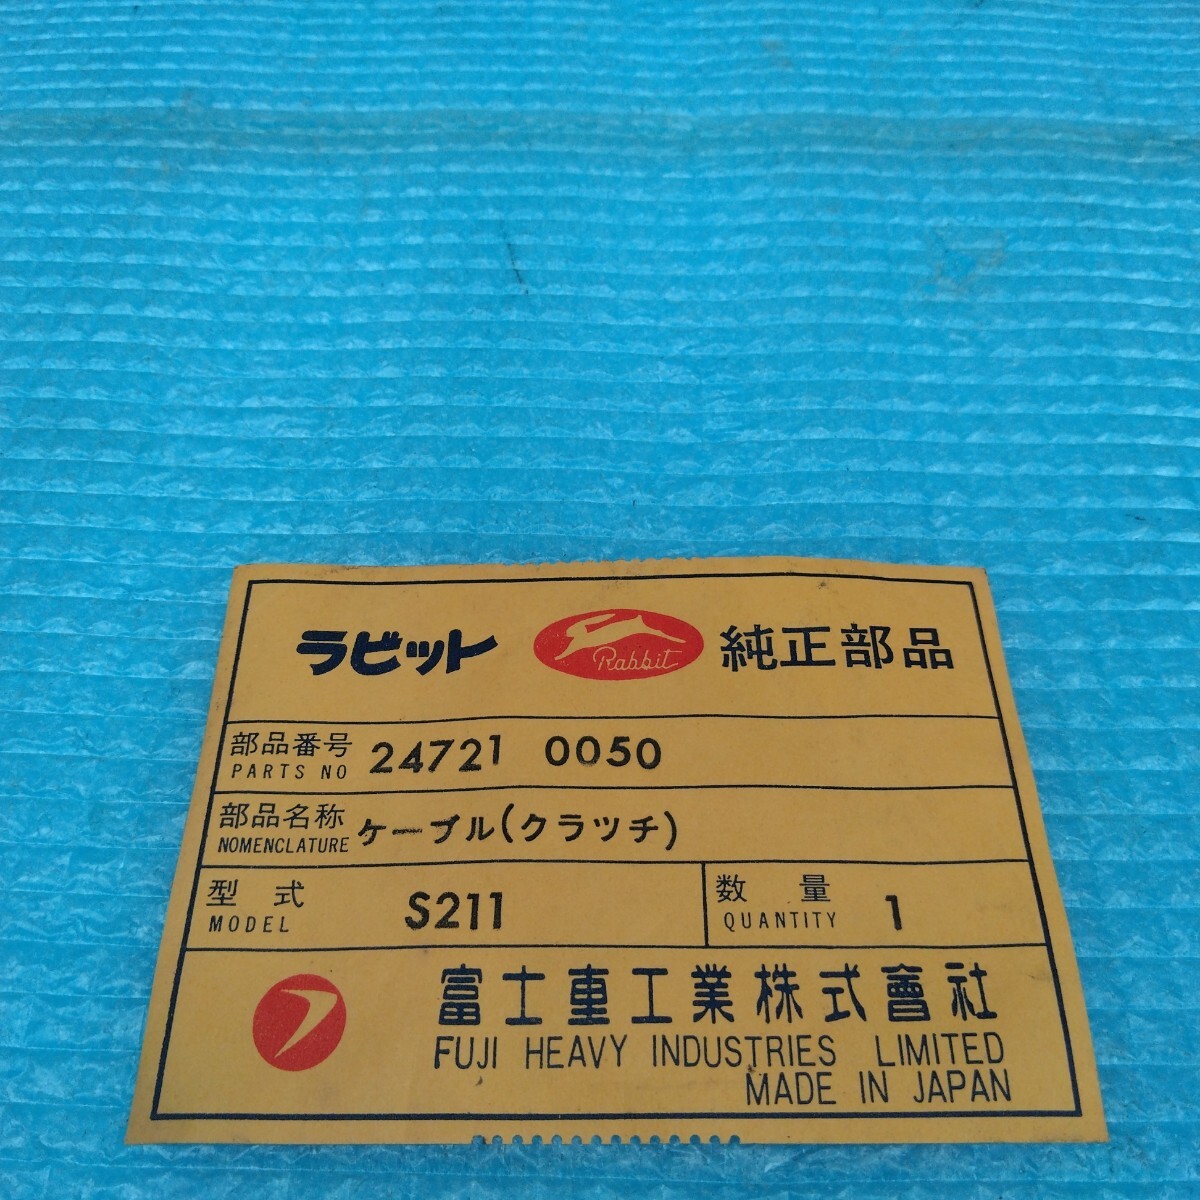 ラビット Rabbit 純正部品
部品番号 24721 0050
PARTS NO
部品名称 ケーブル(クラツチ)
NOMENCLATURE
型 式 S211 数 量 1
MODEL QUANTITY
富士重工業株式會社
FUJI HEAVY INDUSTRIES LIMITED
MADE IN JAPAN